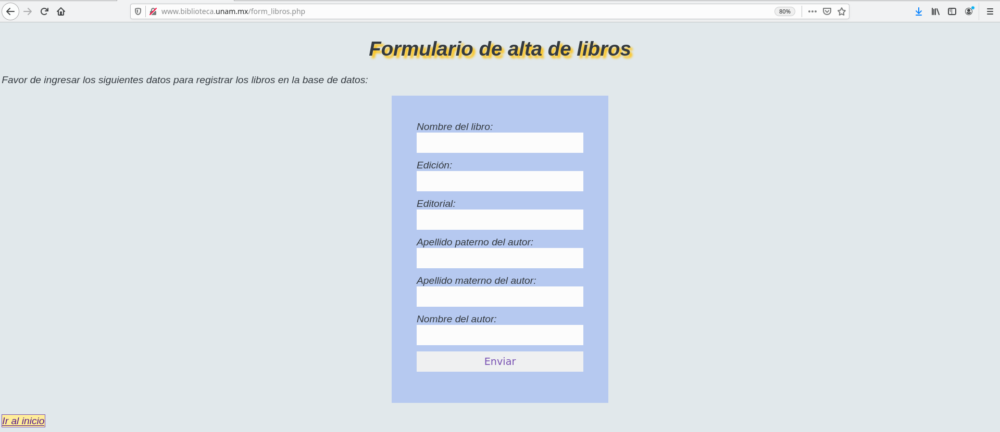 www.biblioteca.unam.mx/form_libros.php
80%
Formulario de alta de libros
Favor de ingresar los siguientes datos para registrar los libros en la base de datos:
Nombre del libro:
Edición:
Editorial:
Apellido paterno del autor:
Apellido materno del autor:
Nombre del autor:
Enviar
Ir al inicio